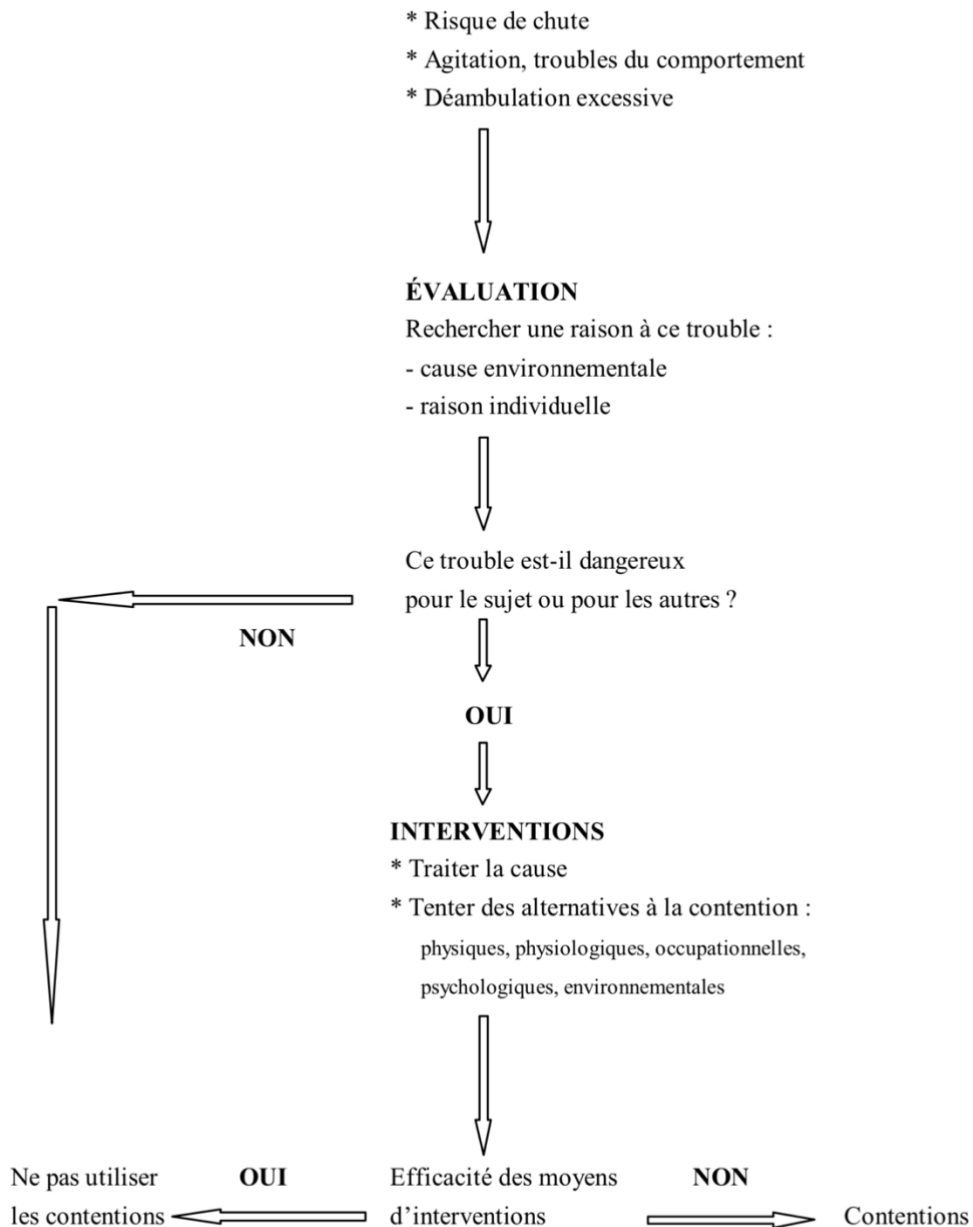 * Risque de chute
* Agitation, troubles du comportement
* Déambulation excessive
ÉVALUATION
Rechercher une raison à ce trouble :
- cause environnementale
- raison individuelle
Ce trouble est-il dangereux
pour le sujet ou pour les autres ?
NON
OUI
INTERVENTIONS
* Traiter la cause
* Tenter des alternatives à la contention :
physiques, physiologiques, occupationnelles,
psychologiques, environnementales
Ne pas utiliser
les contentions
OUI
Efficacité des moyens
d’interventions
NON
Contentions